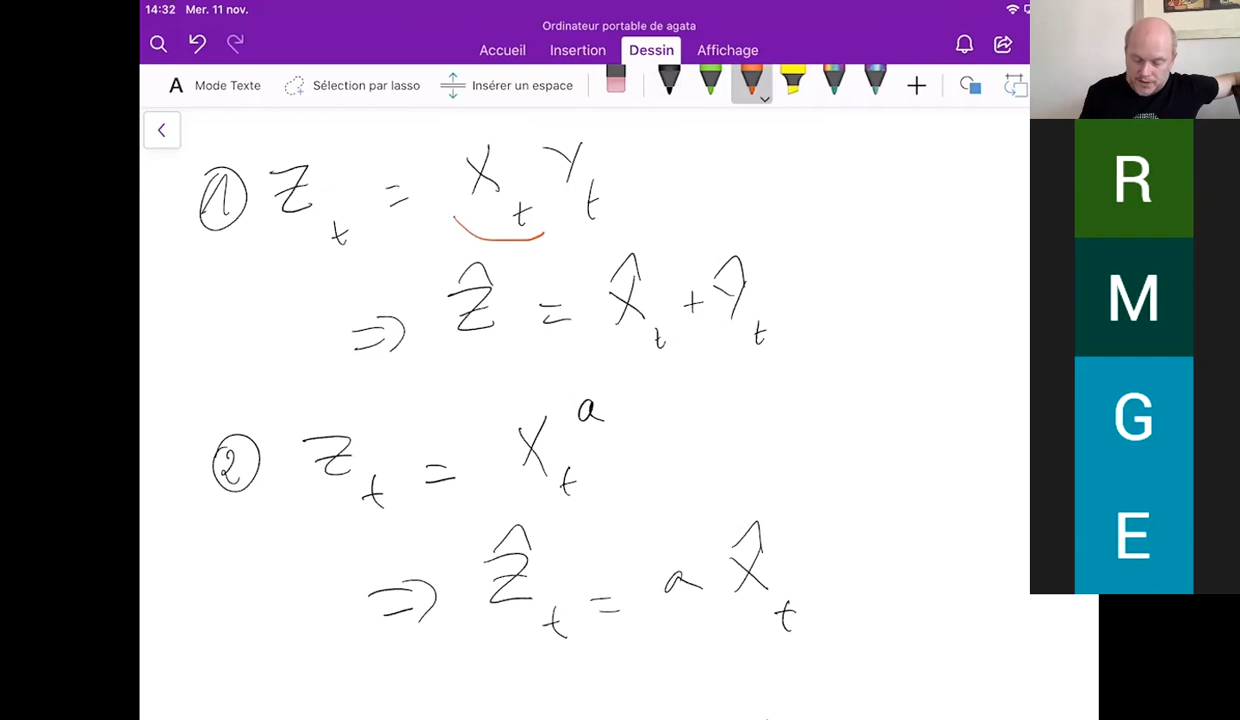 14:32 Mer. 11 nov.
Ordinateur portable de agata
Accueil Insertion Dessin Affichage
A Mode Texte Sélection par lasso Insérer un espace
① Z_t = X_t Y_t
⇒ Ẑ = X̂_t + Ŷ_t
② Z_t = X_t^a
⇒ Ẑ_t = a X̂_t
R
M
G
E